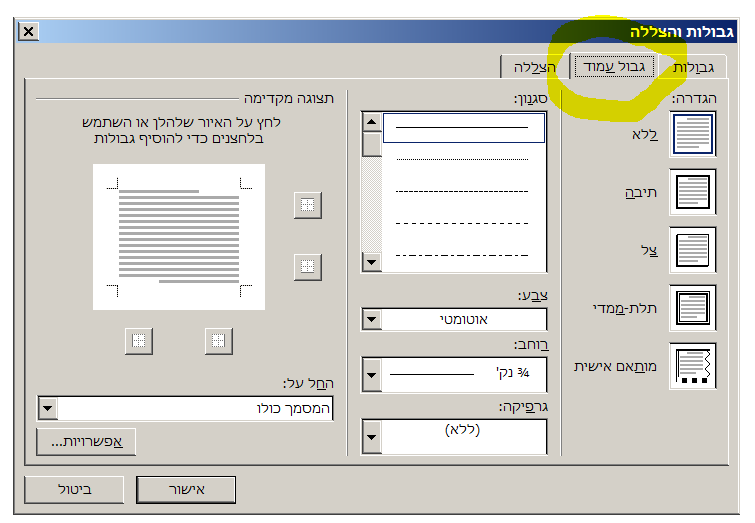 גבולות והצללה
גבולות
גבול עמוד
הצללה
הגדרה:
ללא
תיבה
צל
תלת-ממדי
מותאם אישית
סגנון:
צבע:
אוטומטי
רוחב:
¾ נק'
גרפיקה:
(ללא)
תצוגה מקדימה
לחץ על האיור שלהלן או השתמש
בלחצנים כדי להוסיף גבולות
החל על:
המסמך כולו
אפשרויות...
אישור
ביטול